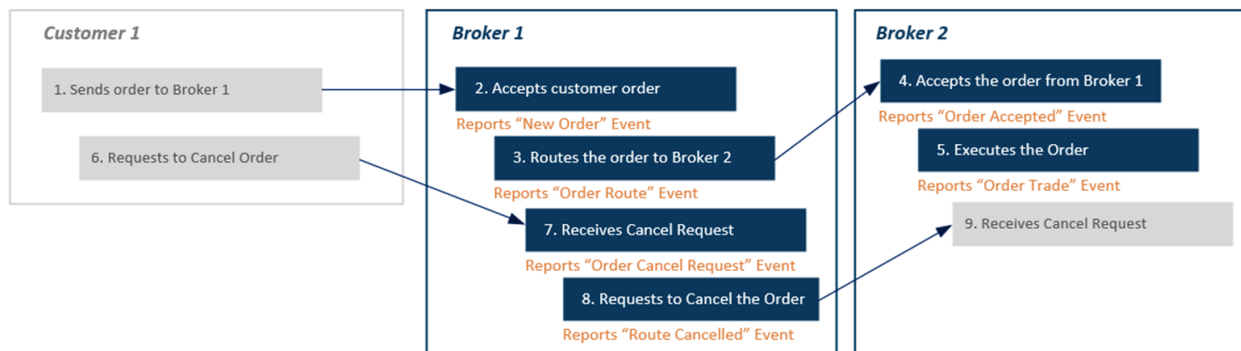 Customer 1
1. Sends order to Broker 1
6. Requests to Cancel Order
Broker 1
2. Accepts customer order
Reports “New Order” Event
3. Routes the order to Broker 2
Reports “Order Route” Event
7. Receives Cancel Request
Reports “Order Cancel Request” Event
8. Requests to Cancel the Order
Reports “Route Cancelled” Event
Broker 2
4. Accepts the order from Broker 1
Reports “Order Accepted” Event
5. Executes the Order
Reports “Order Trade” Event
9. Receives Cancel Request